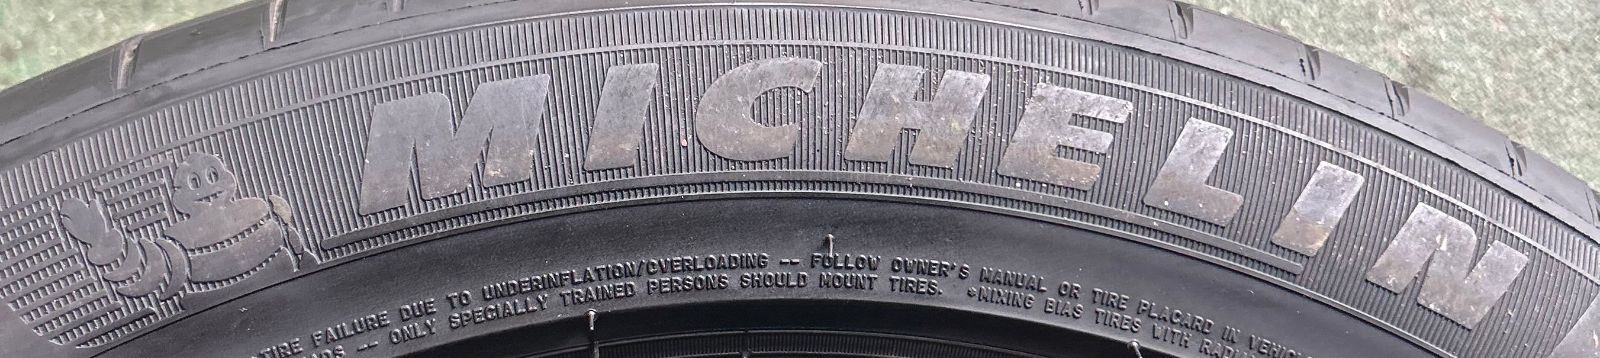 MICHELIN
TIRE FAILURE DUE TO UNDERINFLATION/OVERLOADING -- FOLLOW OWNER'S MANUAL OR TIRE PLACARD IN
-- ONLY SPECIALLY TRAINED PERSONS SHOULD MOUNT TIRES. *MIXING BIAS TIRES WITH